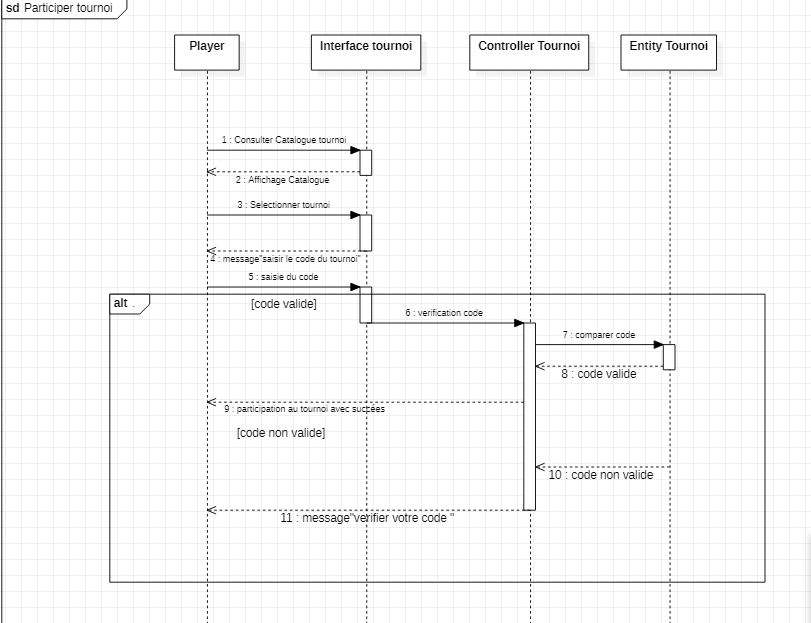 sd Participer tournoi
Player
Interface tournoi
Controller Tournoi
Entity Tournoi
1 : Consulter Catalogue tournoi
2 : Affichage Catalogue
3 : Selectionner tournoi
4 : message"saisir le code du tournoi"
5 : saisie du code
alt .
[code valide]
6 : verification code
7 : comparer code
8 : code valide
9 : participation au tournoi avec succées
[code non valide]
10 : code non valide
11 : message"verifier votre code "